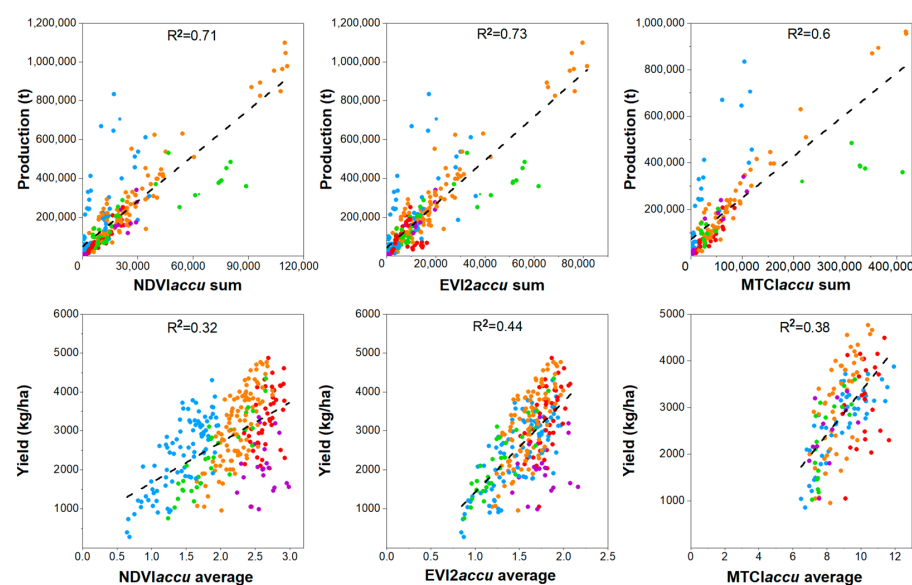 R²=0.71
Production (t)
1,200,000
1,000,000
800,000
600,000
400,000
200,000
0 30,000 60,000 90,000 120,000
NDVIaccu sum
R²=0.73
Production (t)
1,200,000
1,000,000
800,000
600,000
400,000
200,000
0 20,000 40,000 60,000 80,000
EVI2accu sum
R²=0.6
Production (t)
1,000,000
800,000
600,000
400,000
200,000
0 100,000 200,000 300,000 400,000
MTCIaccu sum
R²=0.32
Yield (kg/ha)
6000
5000
4000
3000
2000
1000
0.0 0.5 1.0 1.5 2.0 2.5 3.0
NDVIaccu average
R²=0.44
Yield (kg/ha)
6000
5000
4000
3000
2000
1000
0.0 0.5 1.0 1.5 2.0 2.5
EVI2accu average
R²=0.38
Yield (kg/ha)
5000
4000
3000
2000
1000
0 2 4 6 8 10 12
MTCIaccu average